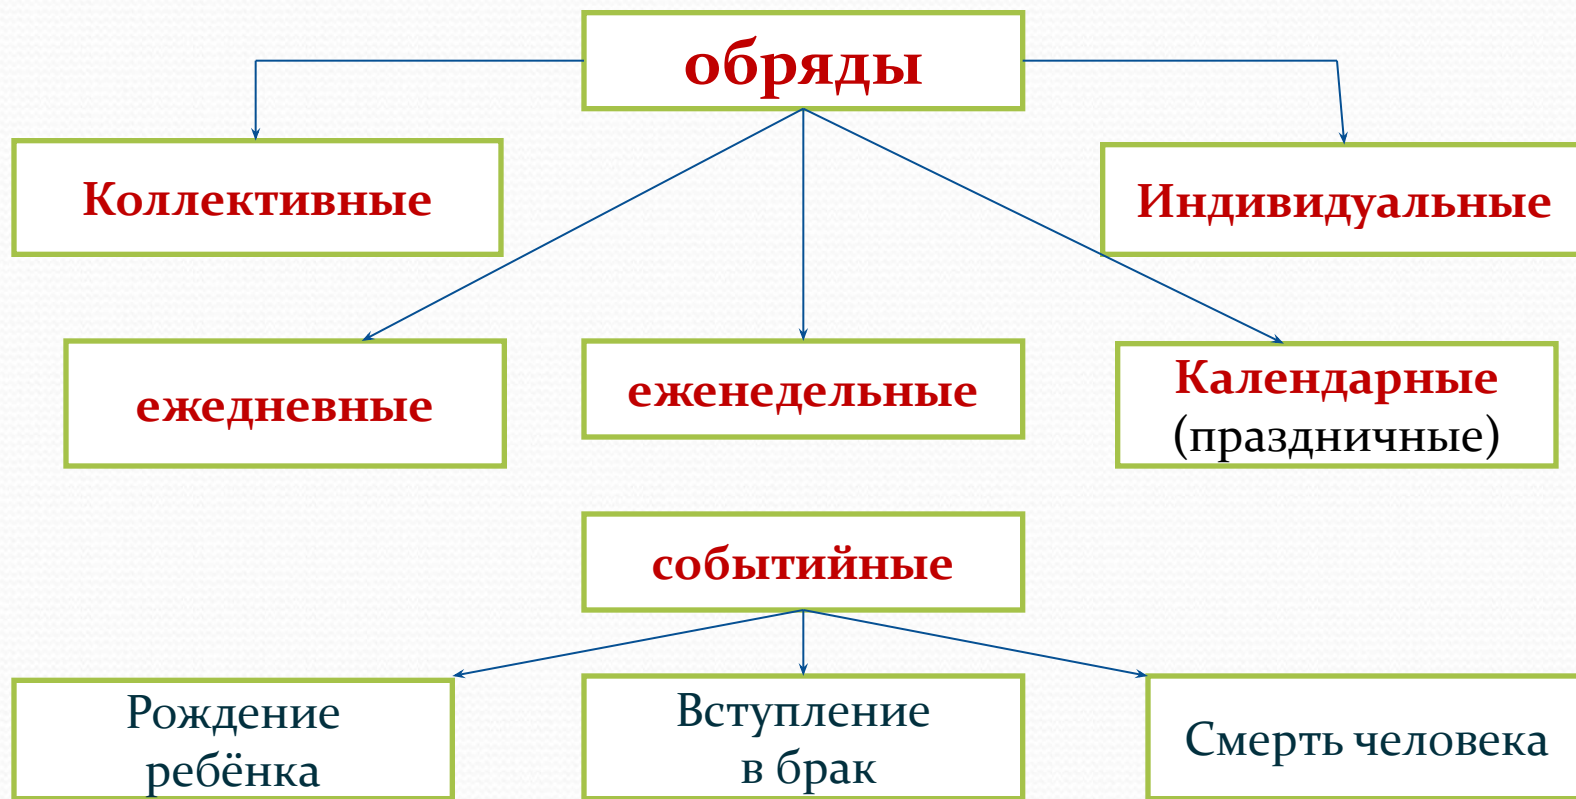 обряды
Коллективные
Индивидуальные
ежедневные
еженедельные
Календарные
(праздничные)
событийные
Рождение
ребёнка
Вступление
в брак
Смерть человека